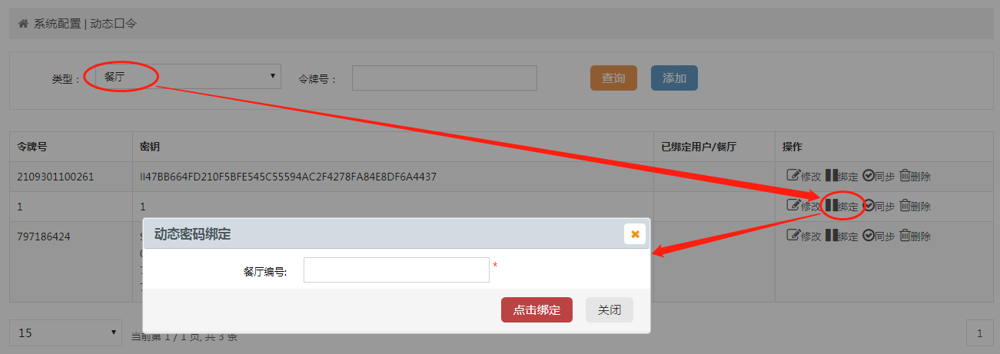 系统配置 | 动态口令
类型： 餐厅 令牌号： 查询 添加
令牌号 密钥 已绑定用户/餐厅 操作
2109301100261 II47BB664FD210F5BFE545C55594AC2F4278FA84E8DF6A4437 修改 绑定 同步 删除
1 1 修改 绑定 同步 删除
797186424 修改 绑定 同步 删除
动态密码绑定
餐厅编号: *
点击绑定 关闭
15 当前第 1 / 1 页, 共 3 条 1